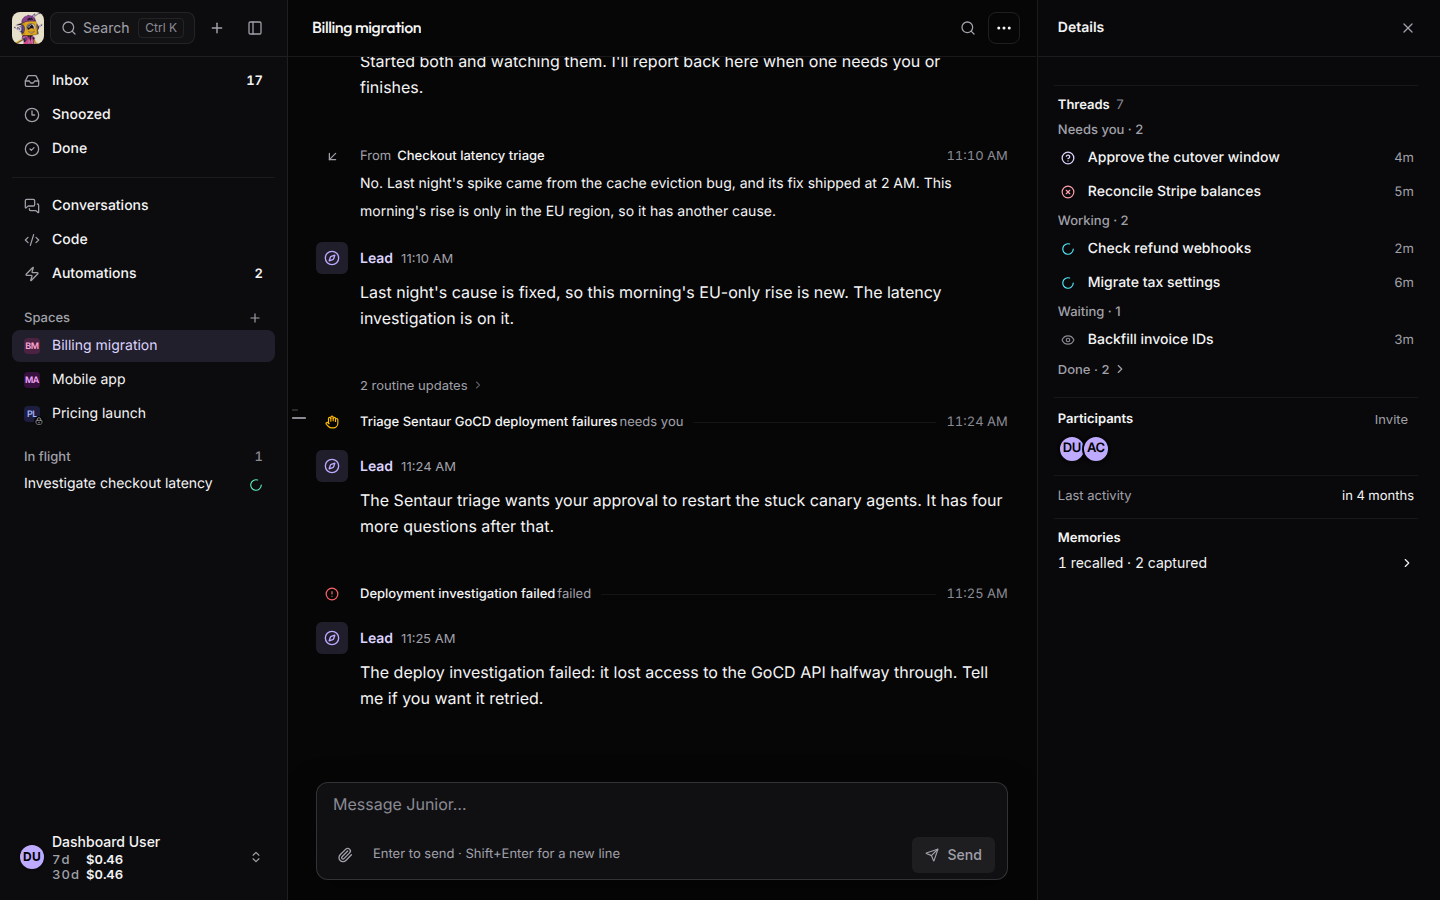 Search Ctrl K
Inbox 17
Snoozed
Done
Conversations
Code
Automations 2
Spaces
BM Billing migration
MA Mobile app
PL Pricing launch
In flight 1
Investigate checkout latency
DU Dashboard User
7d $0.46
30d $0.46
Billing migration
Started both and watching them. I'll report back here when one needs you or
finishes.
From Checkout latency triage 11:10 AM
No. Last night's spike came from the cache eviction bug, and its fix shipped at 2 AM. This
morning's rise is only in the EU region, so it has another cause.
Lead 11:10 AM
Last night's cause is fixed, so this morning's EU-only rise is new. The latency
investigation is on it.
2 routine updates
Triage Sentaur GoCD deployment failures needs you 11:24 AM
Lead 11:24 AM
The Sentaur triage wants your approval to restart the stuck canary agents. It has four
more questions after that.
Deployment investigation failed failed 11:25 AM
Lead 11:25 AM
The deploy investigation failed: it lost access to the GoCD API halfway through. Tell
me if you want it retried.
Message Junior...
Enter to send · Shift+Enter for a new line Send
Details
Threads 7
Needs you · 2
Approve the cutover window 4m
Reconcile Stripe balances 5m
Working · 2
Check refund webhooks 2m
Migrate tax settings 6m
Waiting · 1
Backfill invoice IDs 3m
Done · 2
Participants Invite
DU AC
Last activity in 4 months
Memories
1 recalled · 2 captured